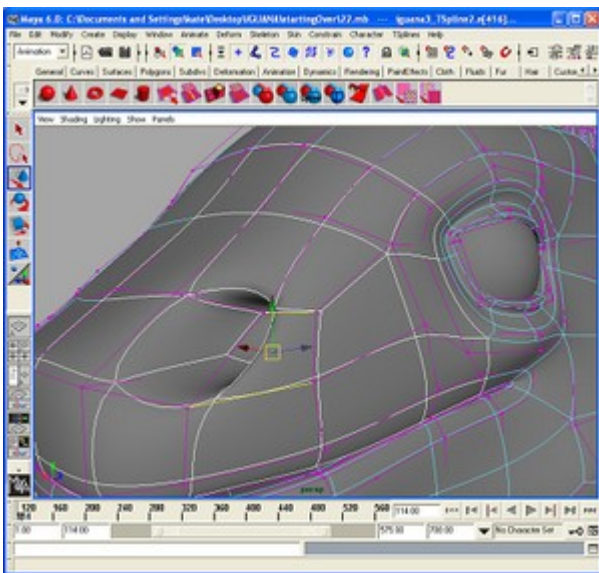 Maya 6.0: C:\Documents and Settings\kate\Desktop\IGUANA\startingOver\22.mb --- iguana3_TSpline2.e[416]...
File Edit Modify Create Display Window Animate Deform Skeleton Skin Constrain Character TSplines Help
Animation
General Curves Surfaces Polygons Subdivs Deformation Animation Dynamics Rendering PaintEffects Cloth Fluids Fur Hair Custom
View Shading Lighting Show Panels
persp
120 160 200 240 280 320 360 400 440 480 520 560 114.00
1.00 114.00 575.00 700.00 No Character Set